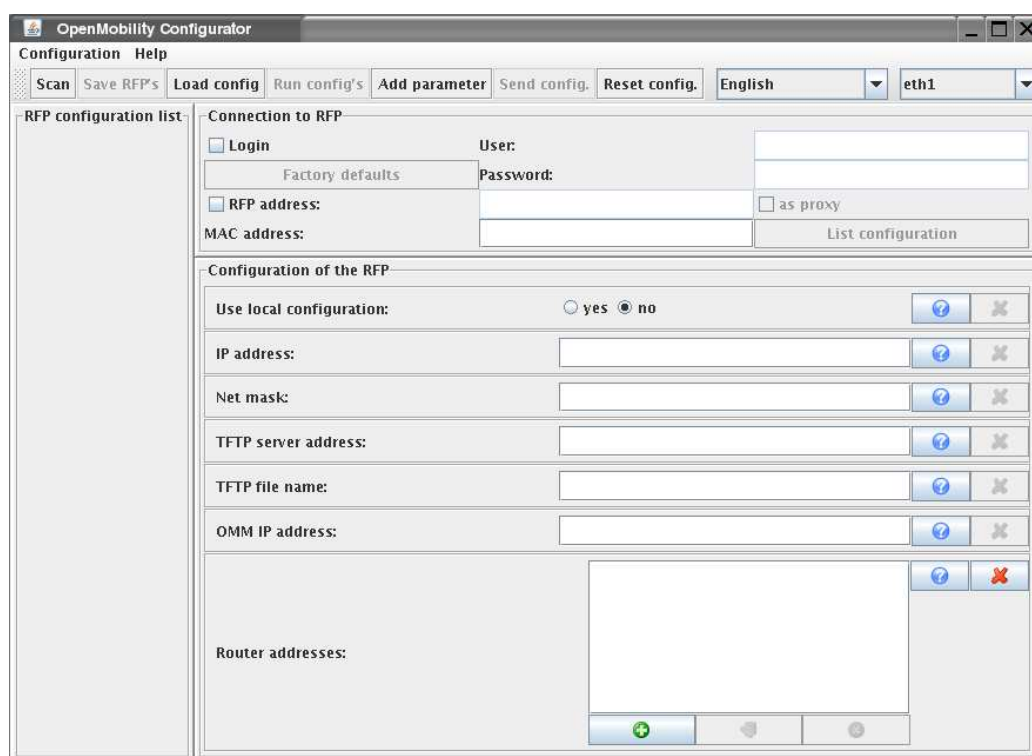 OpenMobility Configurator
Configuration Help
Scan Save RFP's Load config Run config's Add parameter Send config. Reset config. English eth1
RFP configuration list
Connection to RFP
Login User:
Factory defaults Password:
RFP address: as proxy
MAC address: List configuration
Configuration of the RFP
Use local configuration: yes no
IP address:
Net mask:
TFTP server address:
TFTP file name:
OMM IP address:
Router addresses: